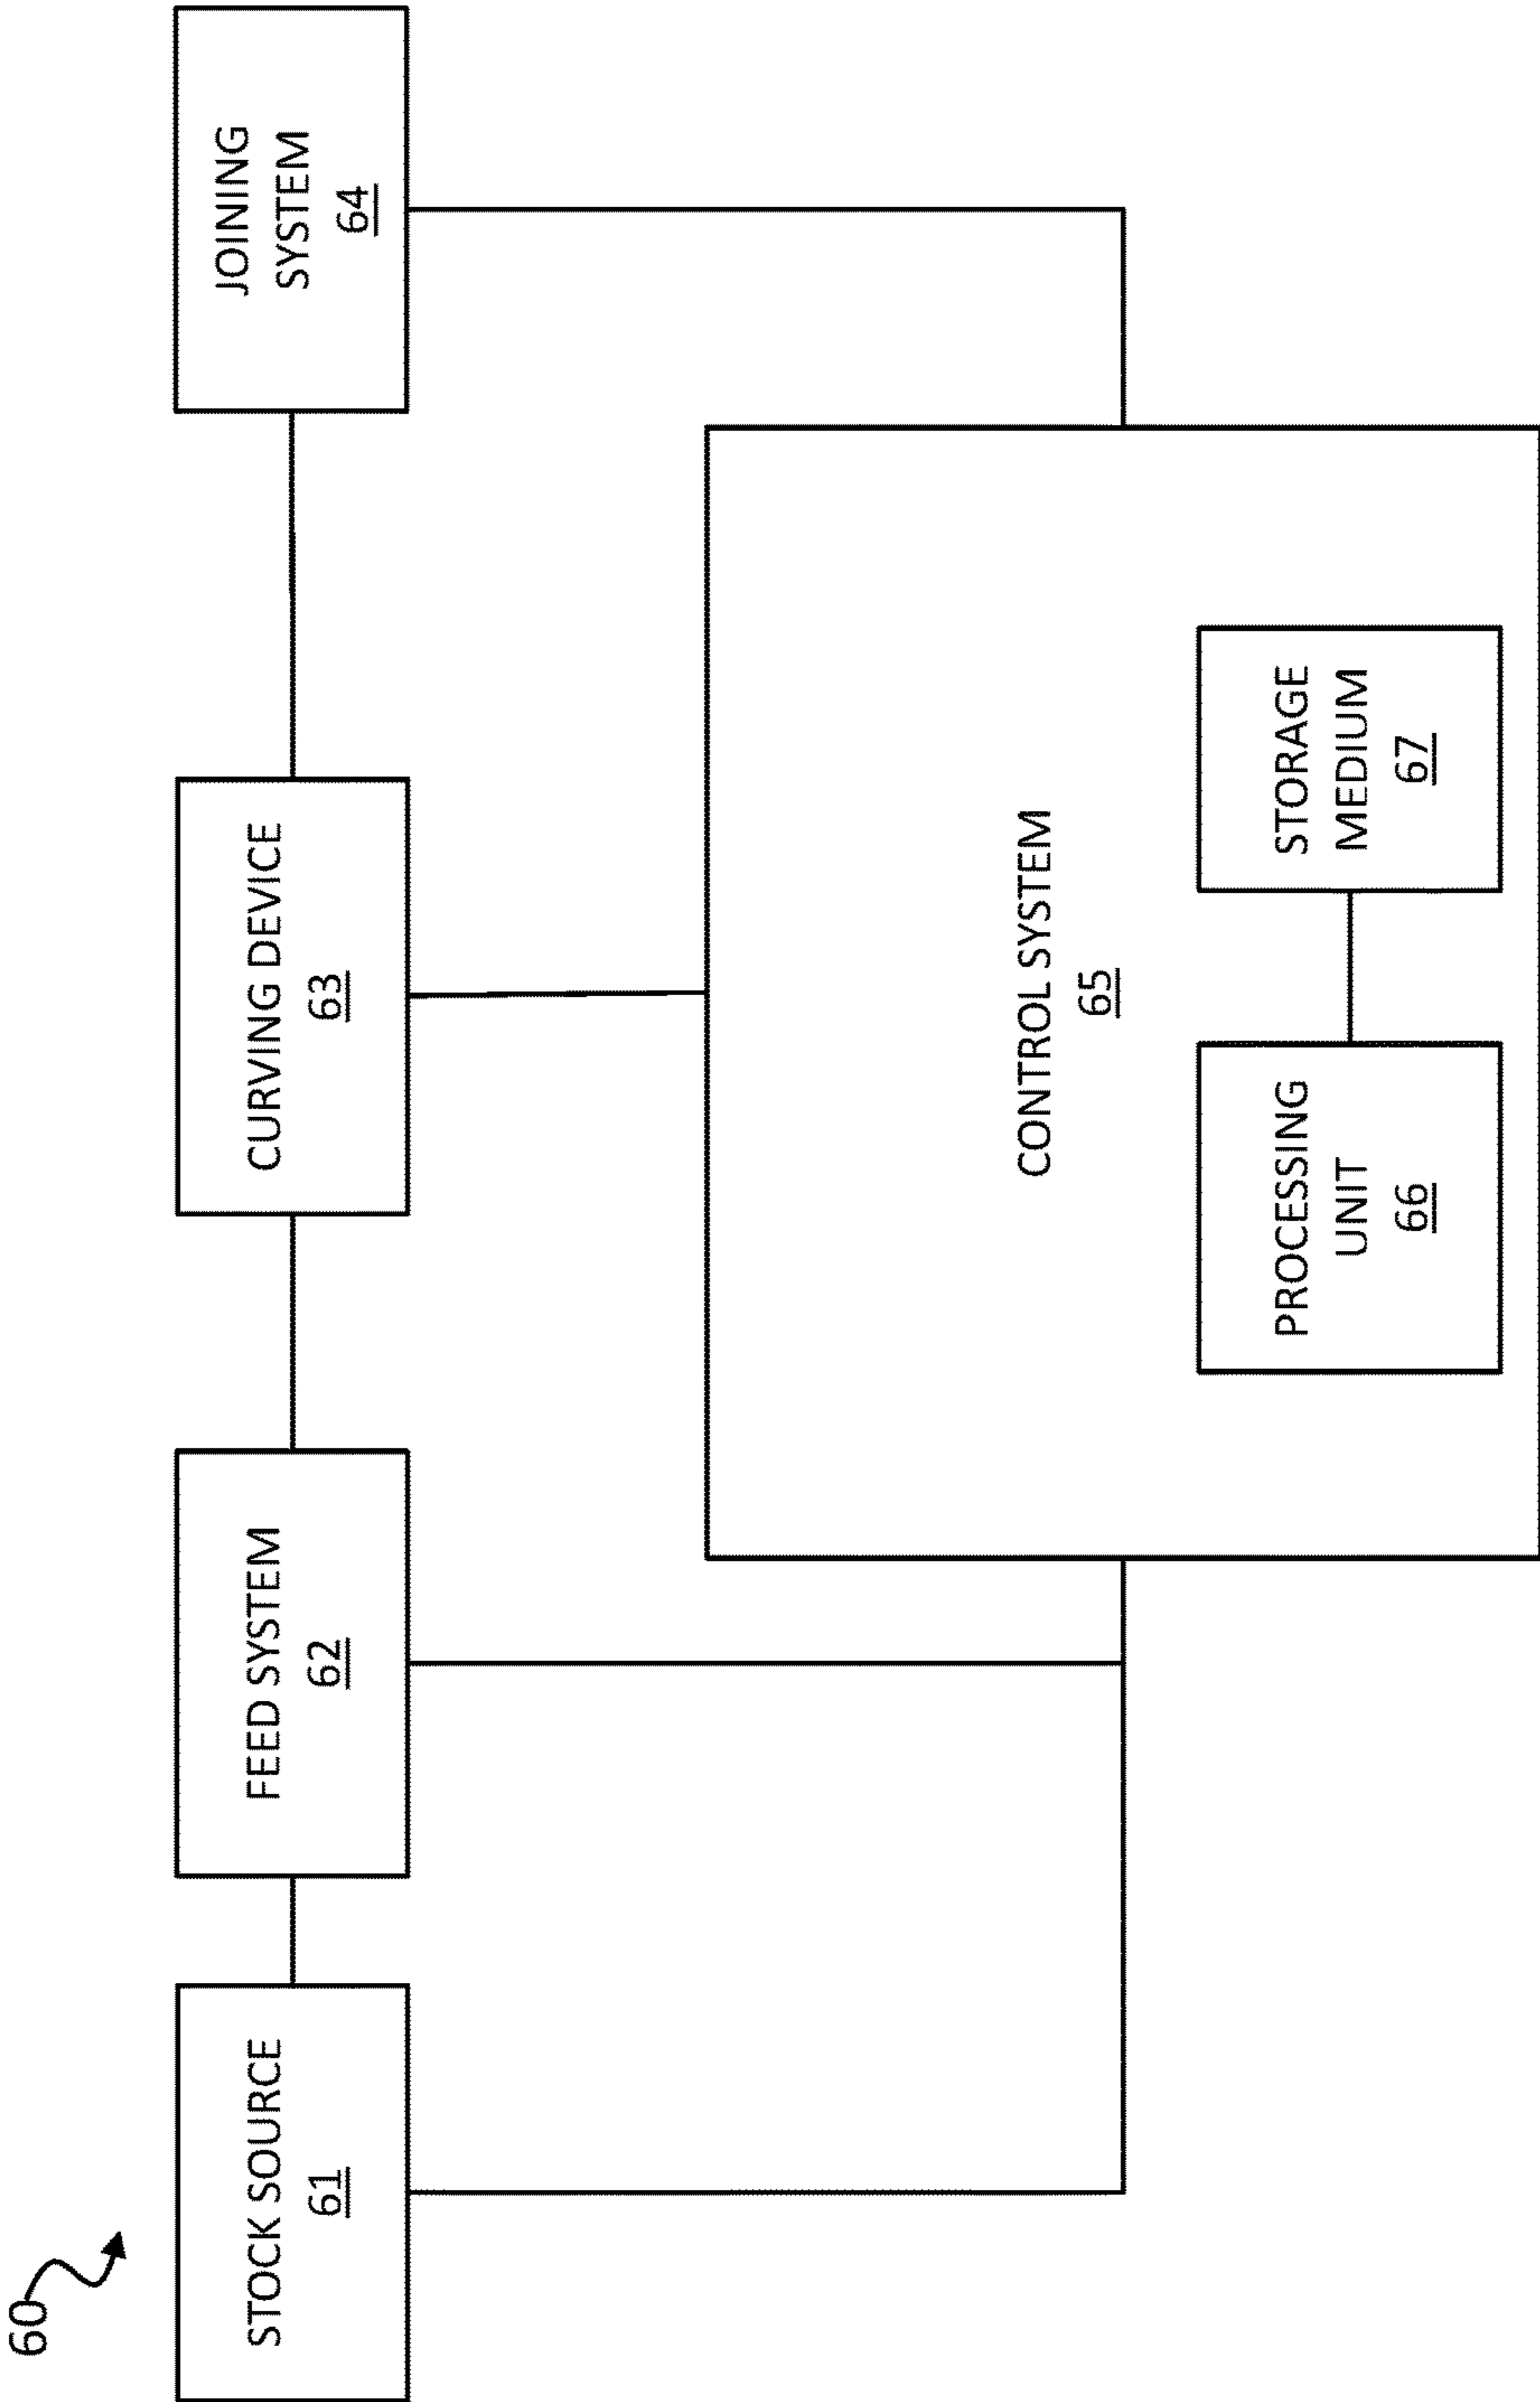 60
STOCK SOURCE
61
FEED SYSTEM
62
CURVING DEVICE
63
JOINING
SYSTEM
64
CONTROL SYSTEM
65
PROCESSING
UNIT
66
STORAGE
MEDIUM
67